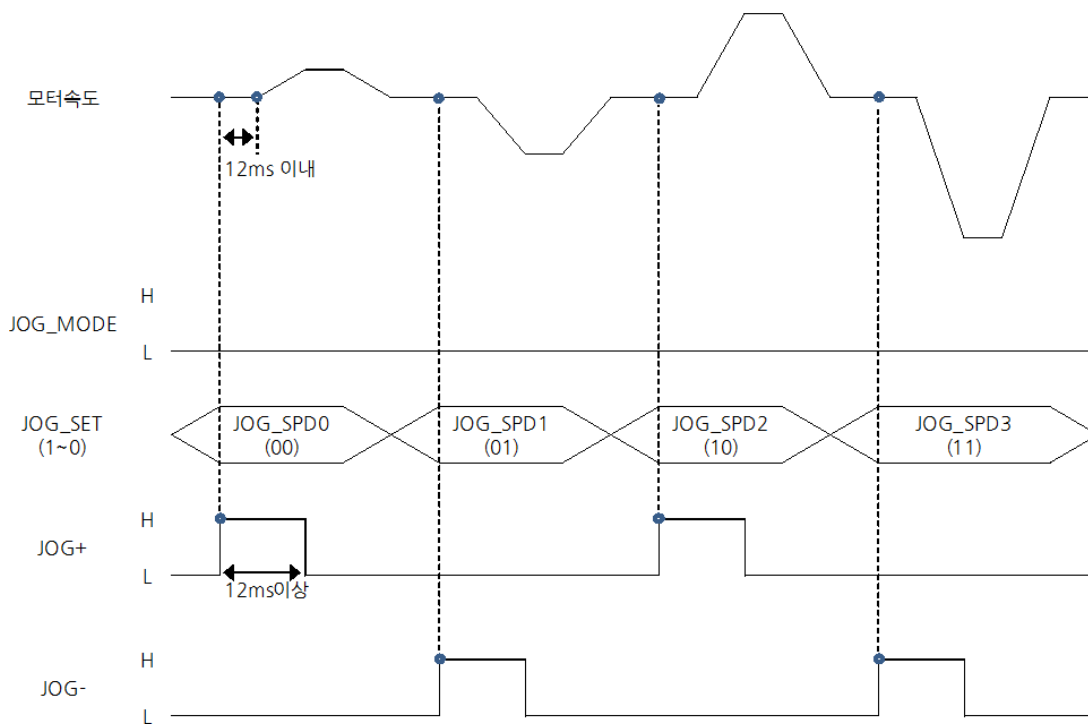 모터속도
12ms 이내
H
JOG_MODE
L
JOG_SET
(1~0)
JOG_SPD0
(00)
JOG_SPD1
(01)
JOG_SPD2
(10)
JOG_SPD3
(11)
H
JOG+
L
12ms이상
H
JOG-
L